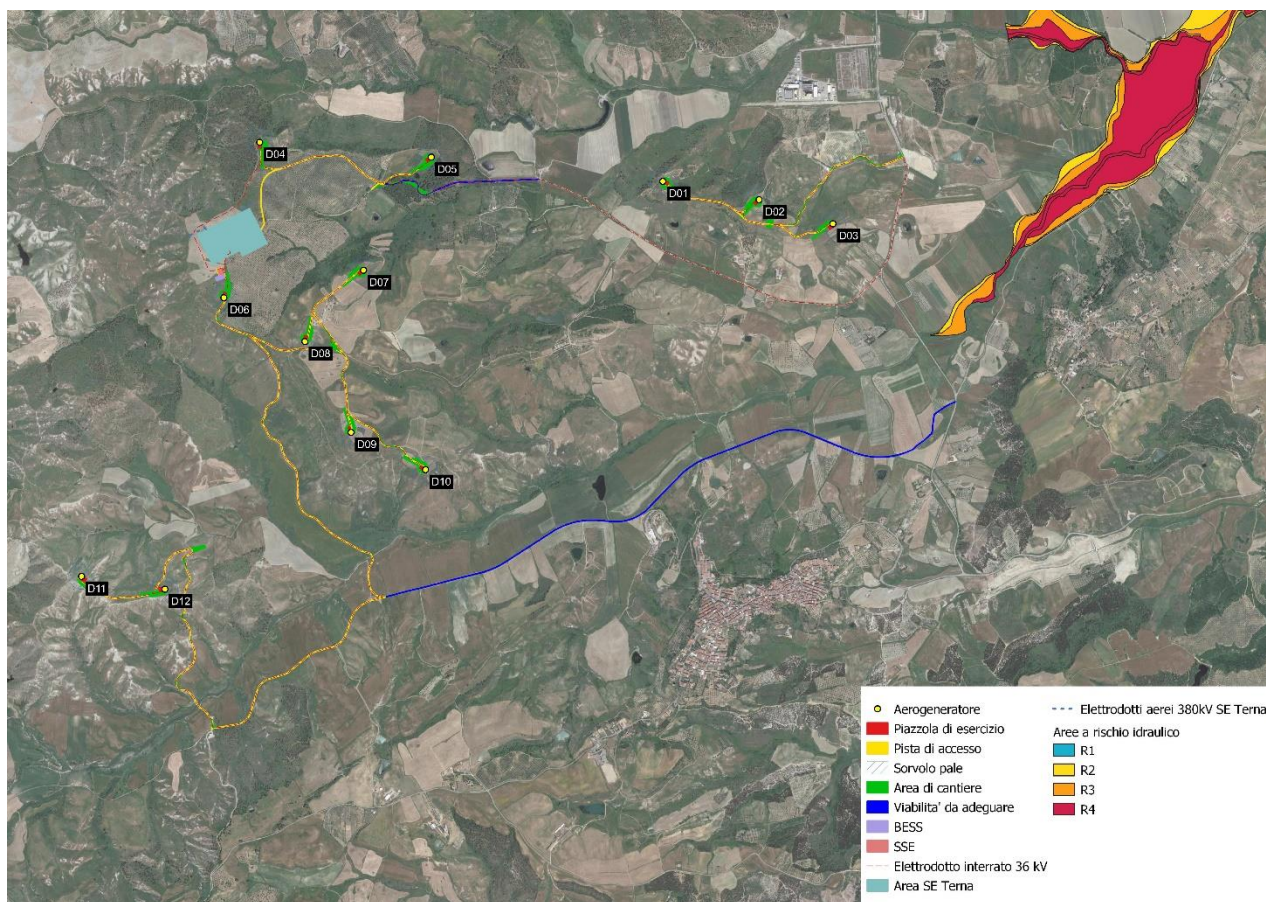 D04
D05
D01
D02
D03
D07
D06
D08
D09
D10
D11
D12
Aerogeneratore
Piazzola di esercizio
Pista di accesso
Sorvolo pale
Area di cantiere
Viabilita' da adeguare
BESS
SSE
Elettrodotto interrato 36 kV
Area SE Terna
Elettrodotti aerei 380kV SE Terna
Aree a rischio idraulico
R1
R2
R3
R4